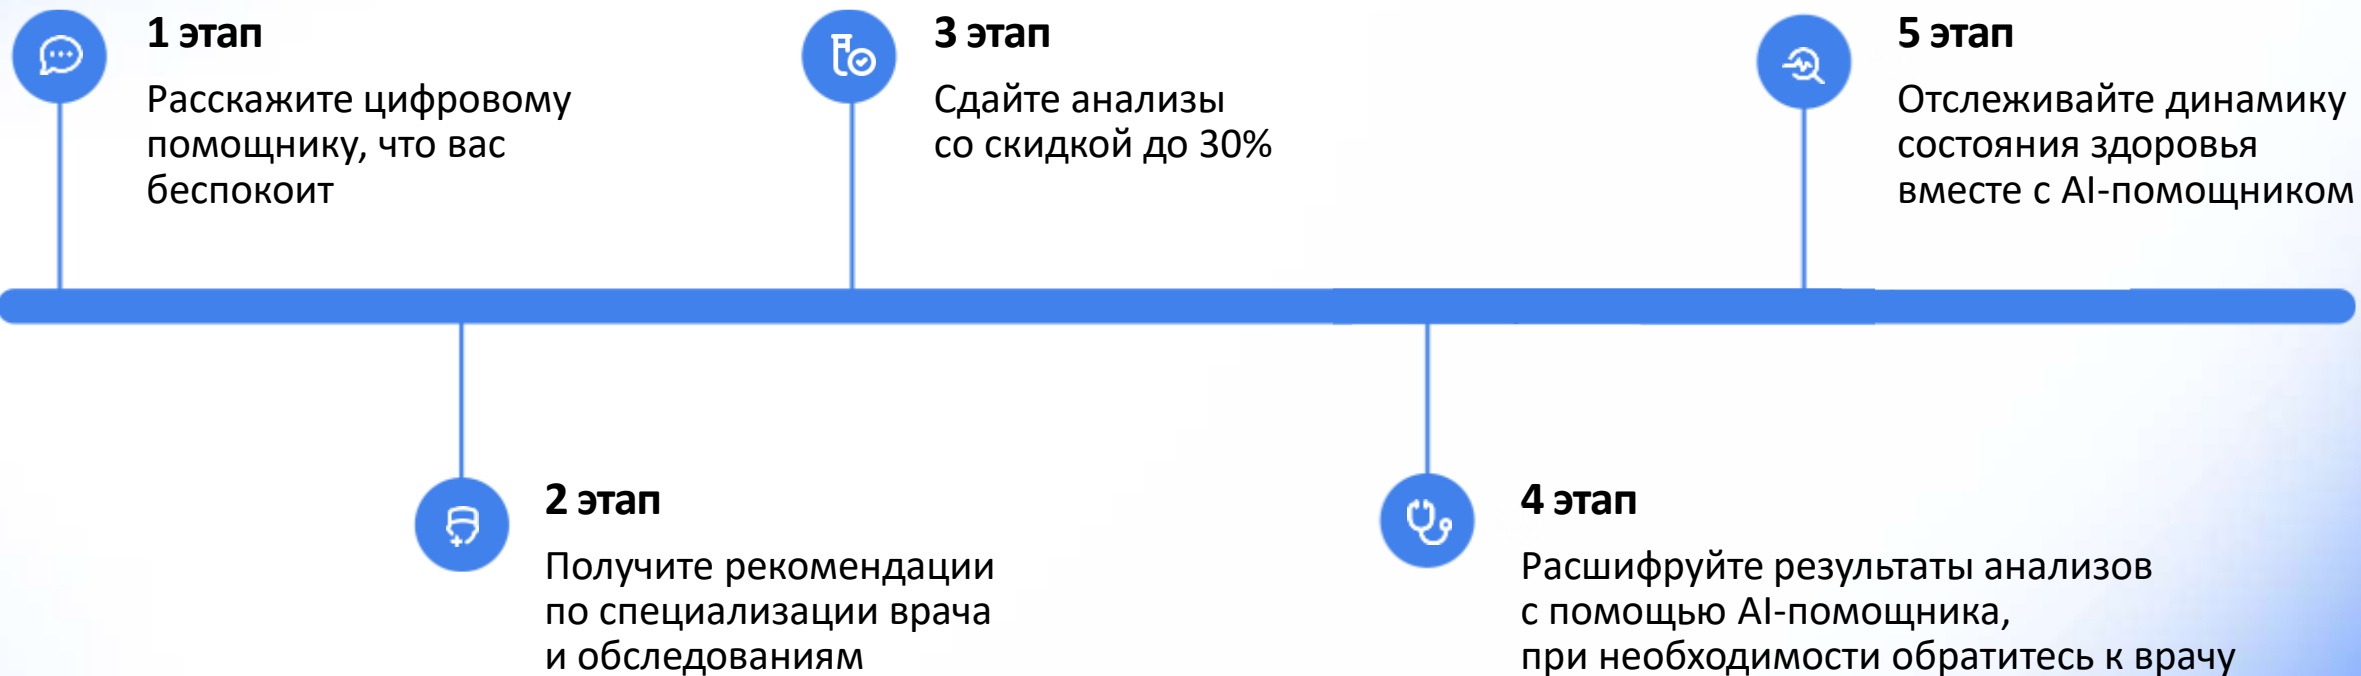 1 этап
Расскажите цифровому
помощнику, что вас
беспокоит
2 этап
Получите рекомендации
по специализации врача
и обследованиям
3 этап
Сдайте анализы
со скидкой до 30%
4 этап
Расшифруйте результаты анализов
с помощью AI-помощника,
при необходимости обратитесь к врачу
5 этап
Отслеживайте динамику
состояния здоровья
вместе с AI-помощником